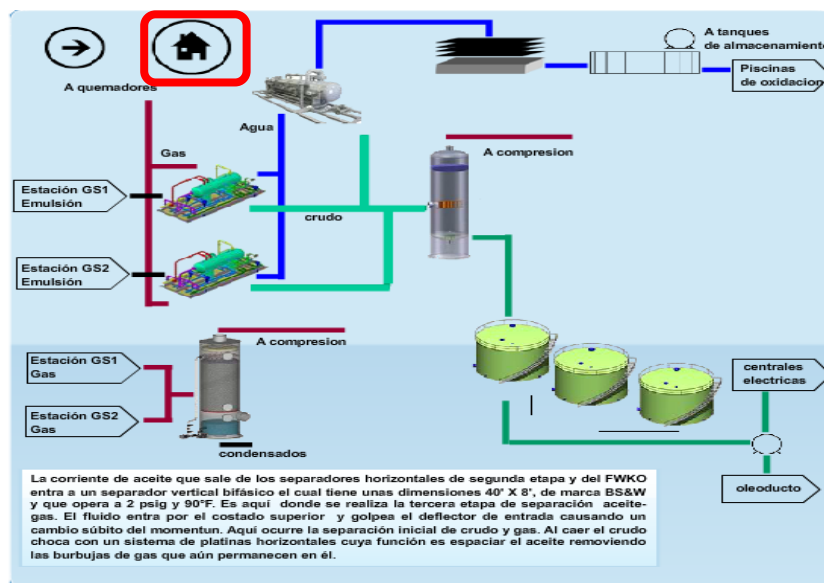 A tanques
de almacenamiento
Piscinas
de oxidacion
A quemadores
Agua
Gas
A compresion
Estación GS1
Emulsión
crudo
Estación GS2
Emulsión
A compresion
Estación GS1
Gas
Estación GS2
Gas
condensados
centrales
electricas
oleoducto
La corriente de aceite que sale de los separadores horizontales de segunda etapa y del FWKO
entra a un separador vertical bifásico el cual tiene unas dimensiones 40' X 8', de marca BS&W
y que opera a 2 psig y 90°F. Es aquí donde se realiza la tercera etapa de separación aceite-
gas. El fluido entra por el costado superior y golpea el deflector de entrada causando un
cambio súbito del momentun. Aquí ocurre la separación inicial de crudo y gas. Al caer el crudo
choca con un sistema de platinas horizontales cuya función es espaciar el aceite removiendo
las burbujas de gas que aún permanecen en él.